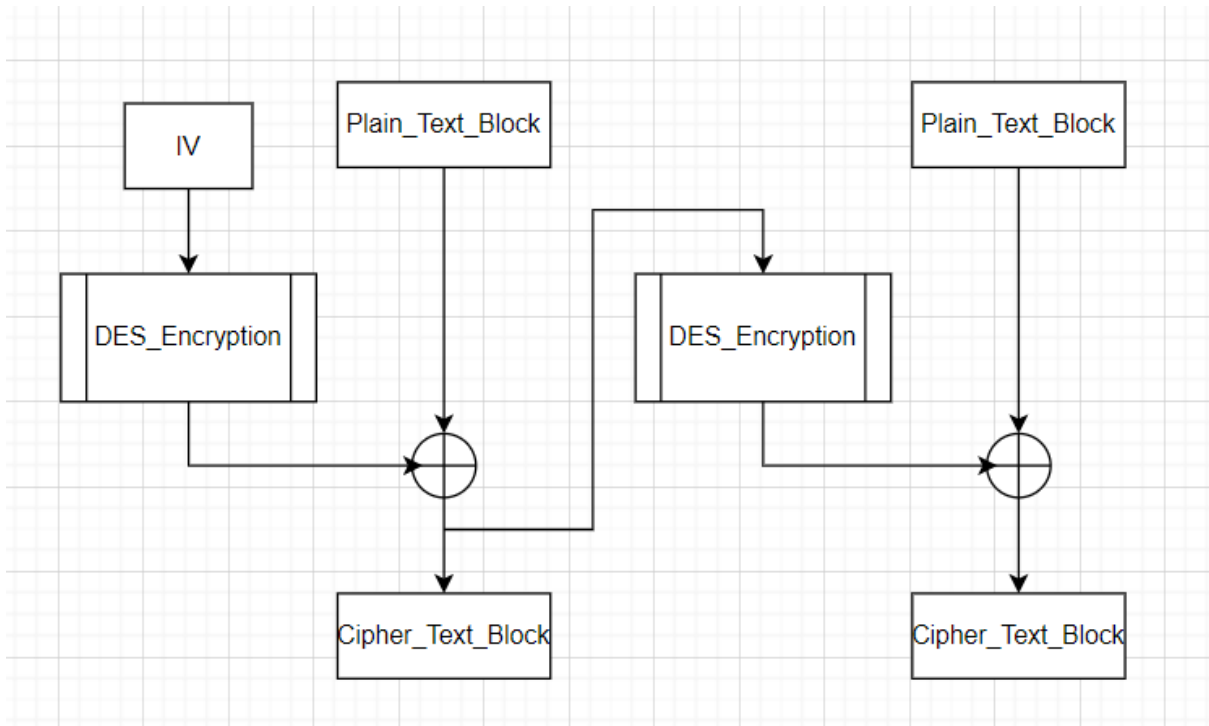 IV
Plain_Text_Block
Plain_Text_Block
DES_Encryption
DES_Encryption
Cipher_Text_Block
Cipher_Text_Block